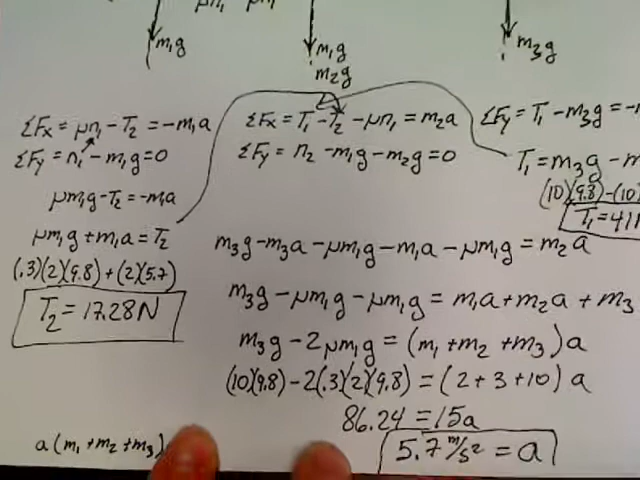 m₁g
m₁g
m₂g
m₃g
ΣFx = μn₁ - T₂ = -m₁a
ΣFy = n₁ - m₁g = 0
μm₁g - T₂ = -m₁a
μm₁g + m₁a = T₂
(.3)(2)(9.8) + (2)(5.7)
T₂ = 17.28N
a(m₁ + m₂ + m₃)
ΣFx = T₁ - T₂ - μn₁ = m₂a
ΣFy = n₂ - m₁g - m₂g = 0
ΣFy = T₁ - m₃g = -
T₁ = m₃g - m
(10)(9.8) - (10)
T₁ = 41
m₃g - m₃a - μm₁g - m₁a - μm₁g = m₂a
m₃g - μm₁g - μm₁g = m₁a + m₂a + m₃
m₃g - 2μm₁g = (m₁ + m₂ + m₃)a
(10)(9.8) - 2(.3)(2)(9.8) = (2 + 3 + 10)a
86.24 = 15a
5.7 m/s² = a